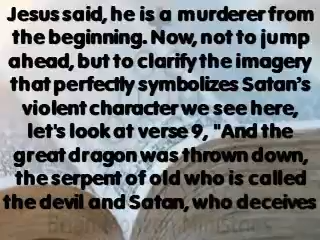 Jesus said, he is a murderer from
the beginning. Now, not to jump
ahead, but to clarify the imagery
that perfectly symbolizes Satan's
violent character we see here,
let's look at verse 9, "And the
great dragon was thrown down,
the serpent of old who is called
the devil and Satan, who deceives